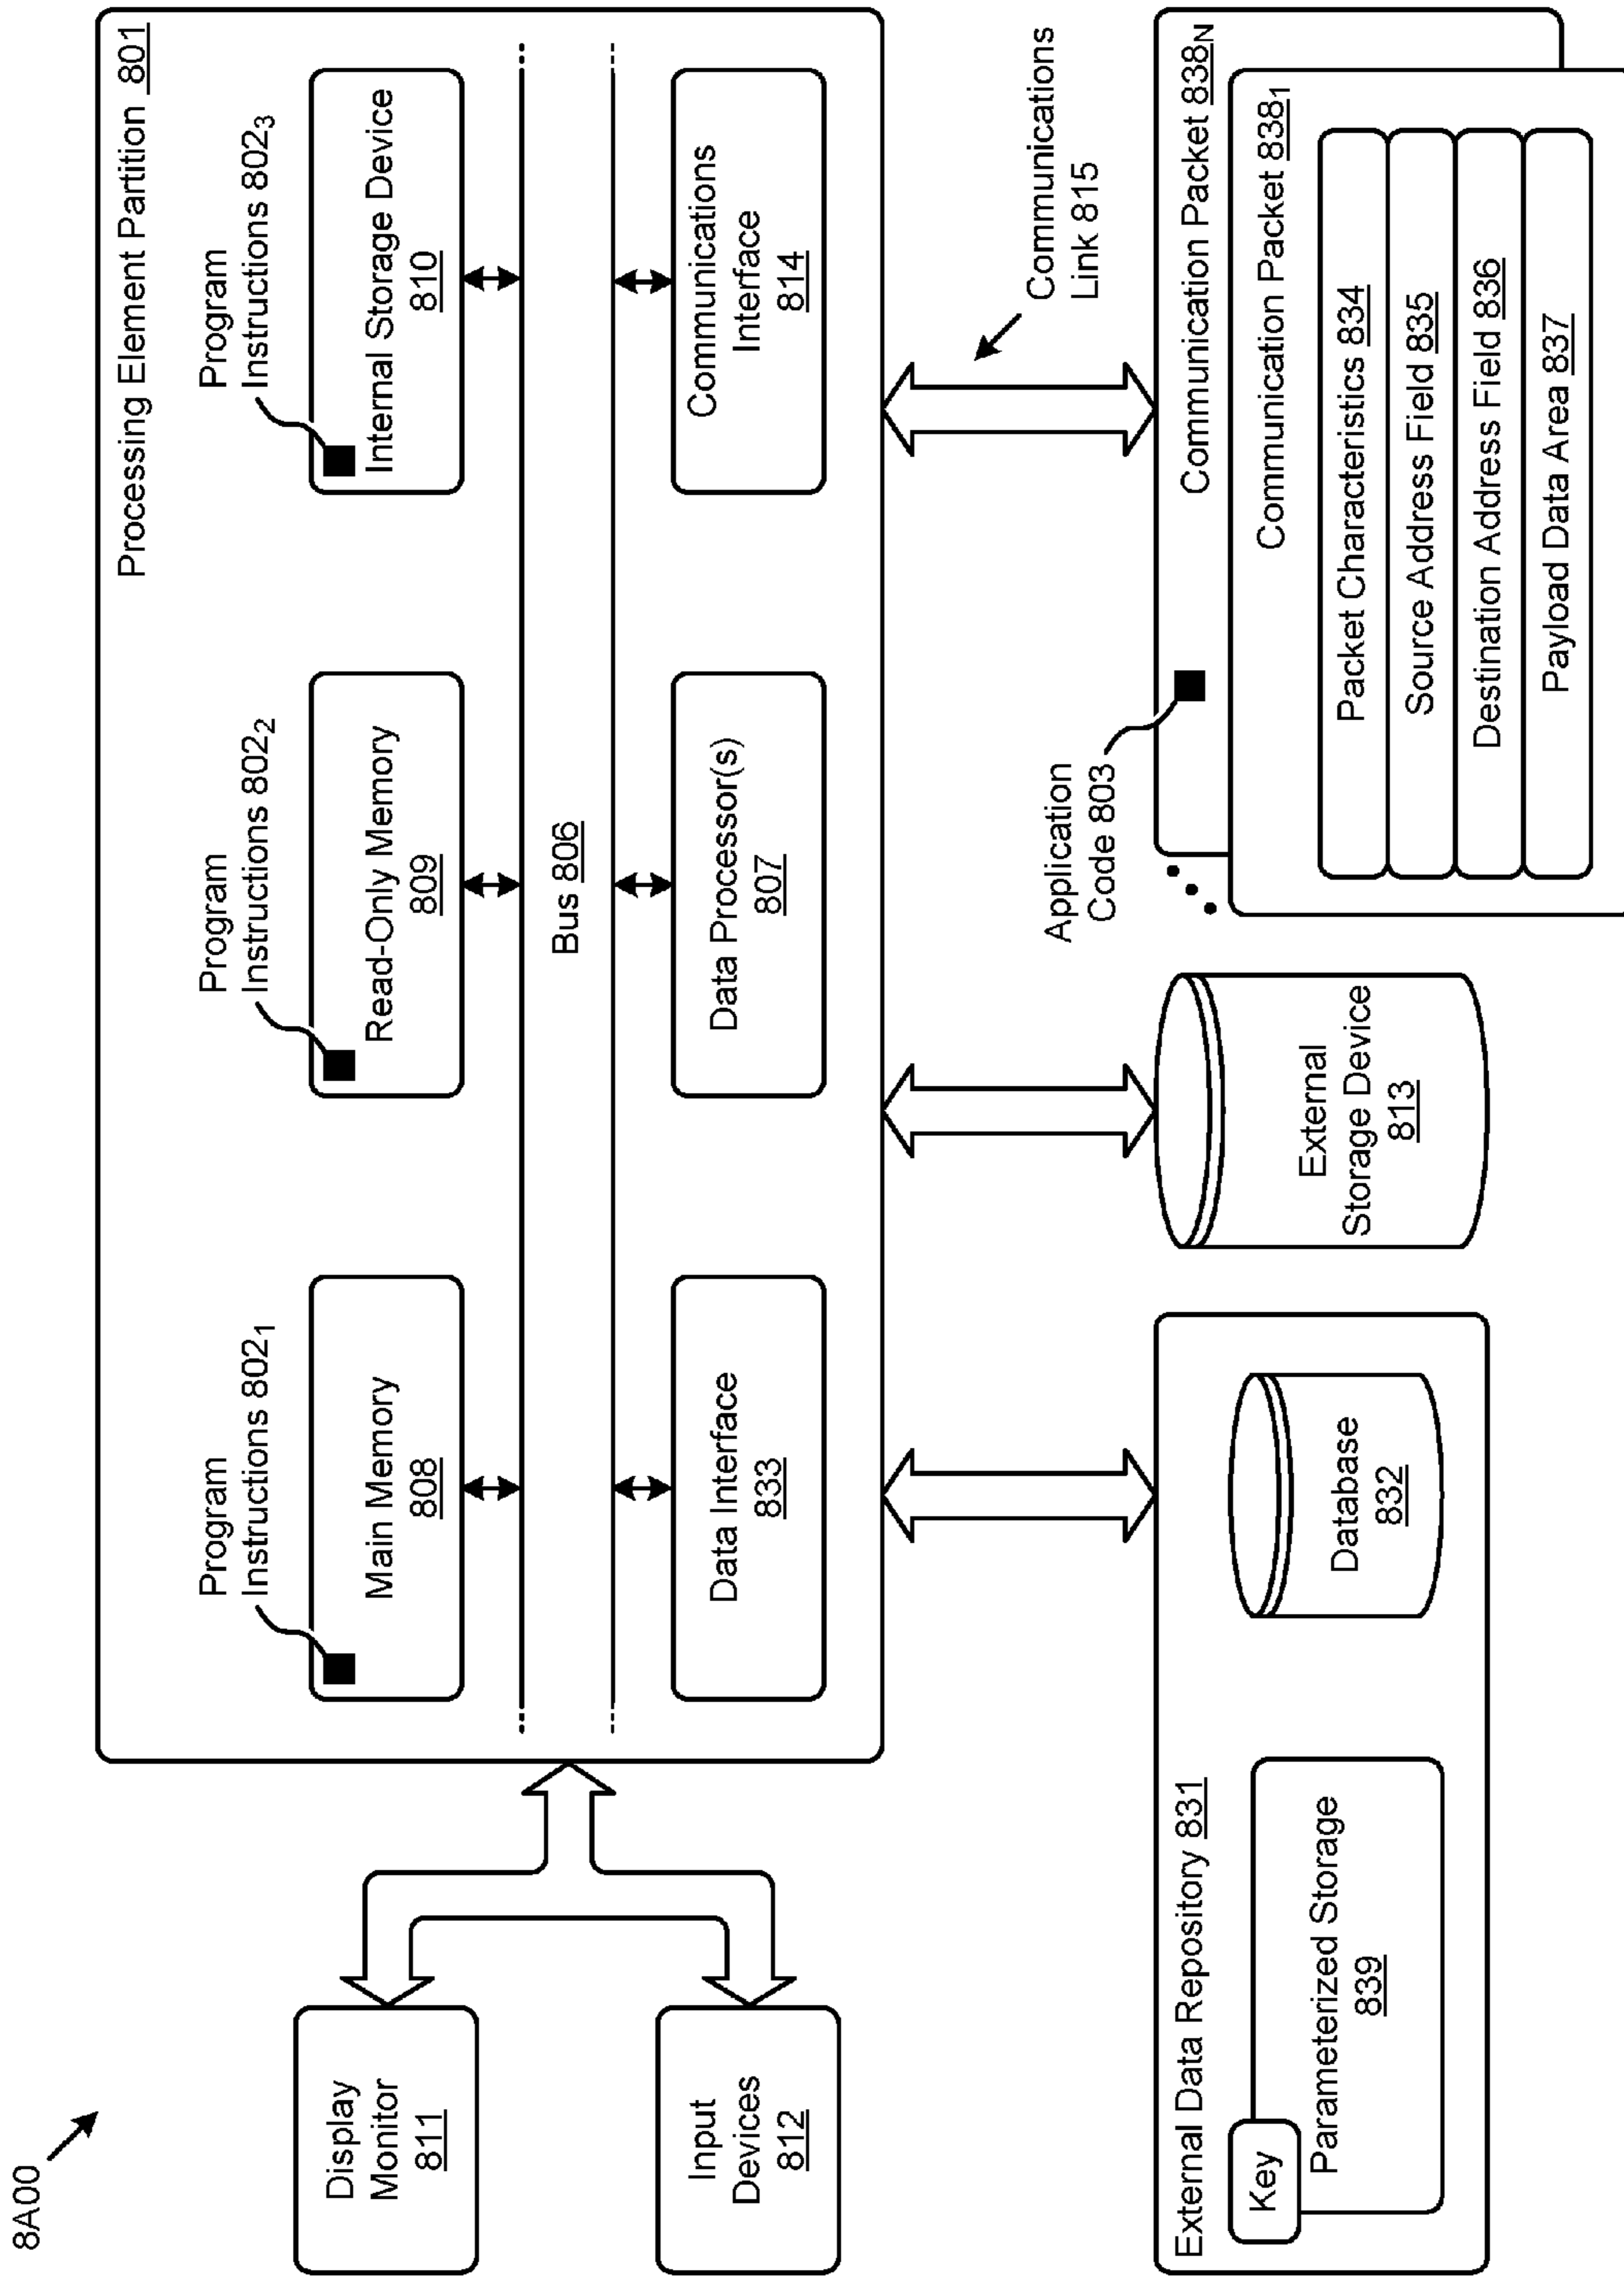 8A00
Processing Element Partition 801
Program
Instructions 802₁
Program
Instructions 802₂
Program
Instructions 802₃
Main Memory
808
Read-Only Memory
809
Internal Storage Device
810
Display
Monitor
811
Bus 806
Input
Devices
812
Data Interface
833
Data Processor(s)
807
Communications
Interface
814
Communications
Link 815
Application
Code 803
External Data Repository 831
Key
Parameterized Storage
839
Database
832
External
Storage Device
813
Communication Packet 838N
Communication Packet 838₁
Packet Characteristics 834
Source Address Field 835
Destination Address Field 836
Payload Data Area 837